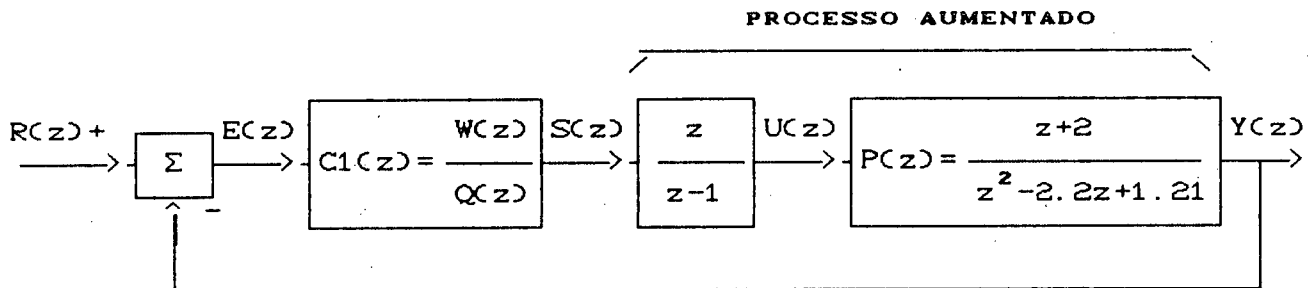 PROCESSO AUMENTADO
R(z) + Σ - E(z) C1(z)= W(z) / Q(z) S(z) z / z-1 U(z) P(z)= z+2 / z²-2.2z+1.21 Y(z)